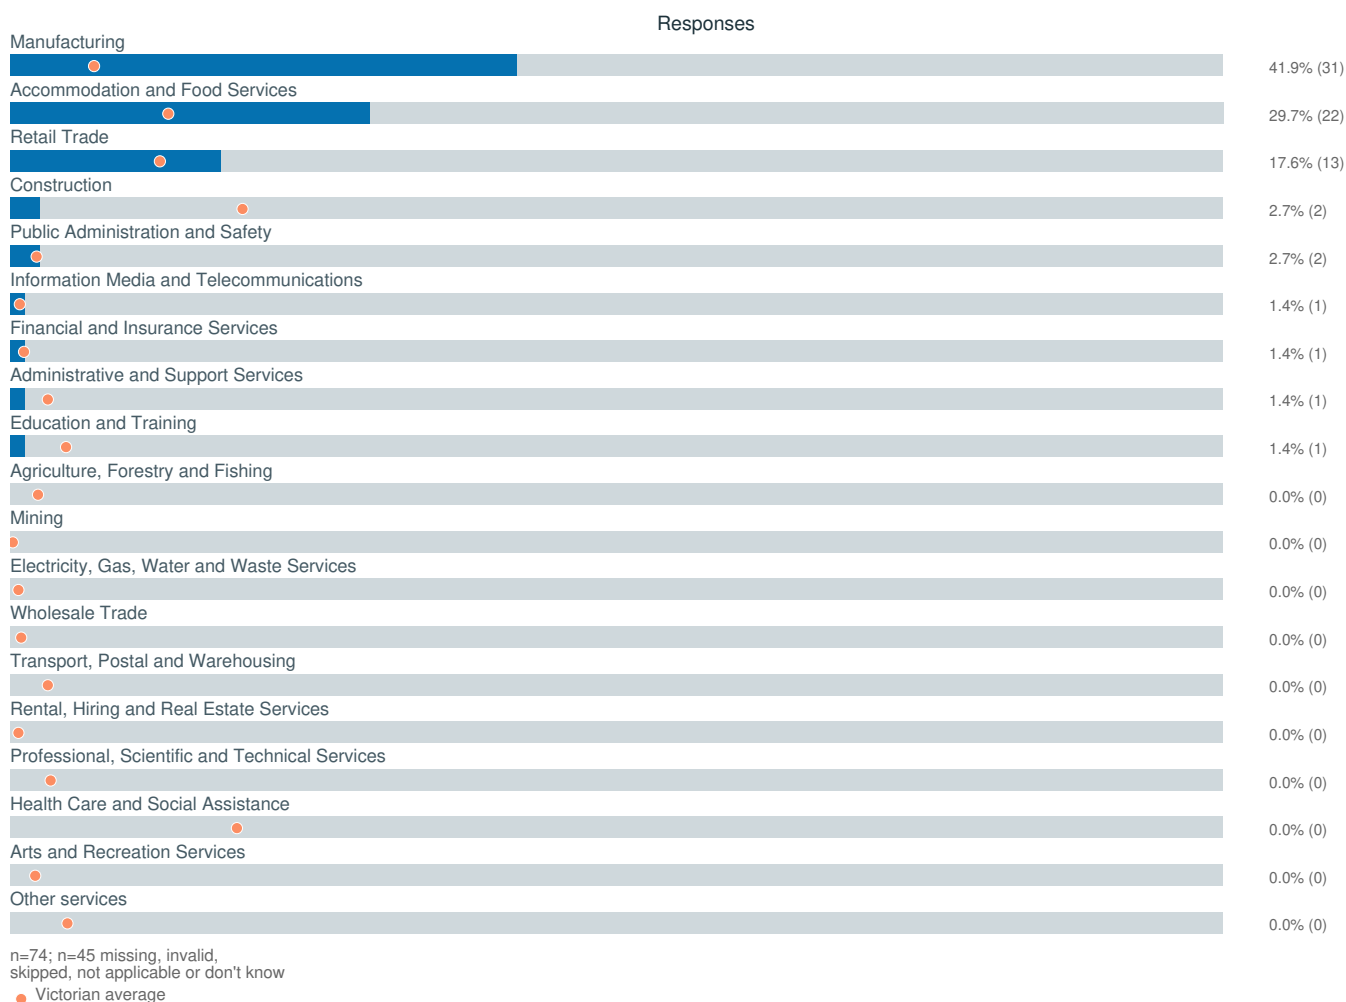 Responses
Manufacturing
41.9% (31)
Accommodation and Food Services
29.7% (22)
Retail Trade
17.6% (13)
Construction
2.7% (2)
Public Administration and Safety
2.7% (2)
Information Media and Telecommunications
1.4% (1)
Financial and Insurance Services
1.4% (1)
Administrative and Support Services
1.4% (1)
Education and Training
1.4% (1)
Agriculture, Forestry and Fishing
0.0% (0)
Mining
0.0% (0)
Electricity, Gas, Water and Waste Services
0.0% (0)
Wholesale Trade
0.0% (0)
Transport, Postal and Warehousing
0.0% (0)
Rental, Hiring and Real Estate Services
0.0% (0)
Professional, Scientific and Technical Services
0.0% (0)
Health Care and Social Assistance
0.0% (0)
Arts and Recreation Services
0.0% (0)
Other services
0.0% (0)
n=74; n=45 missing, invalid,
skipped, not applicable or don't know
Victorian average